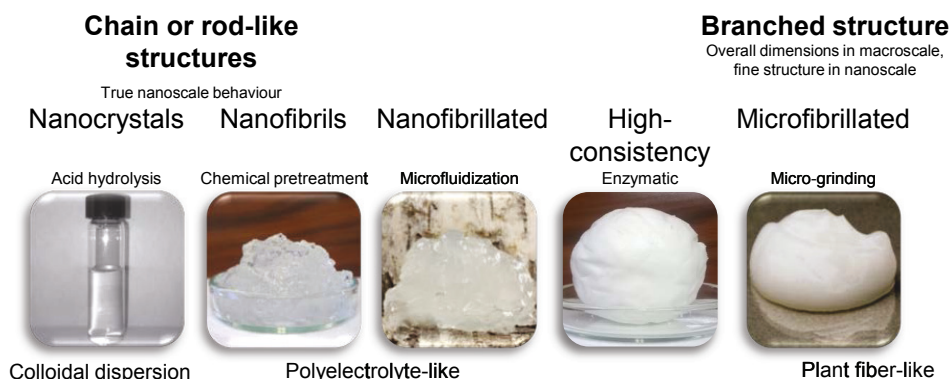 Chain or rod-like
structures
True nanoscale behaviour
Branched structure
Overall dimensions in macroscale,
fine structure in nanoscale
Nanocrystals
Nanofibrils
Nanofibrillated
High-
consistency
Microfibrillated
Acid hydrolysis
Chemical pretreatment
Microfluidization
Enzymatic
Micro-grinding
Colloidal dispersion
Polyelectrolyte-like
Plant fiber-like